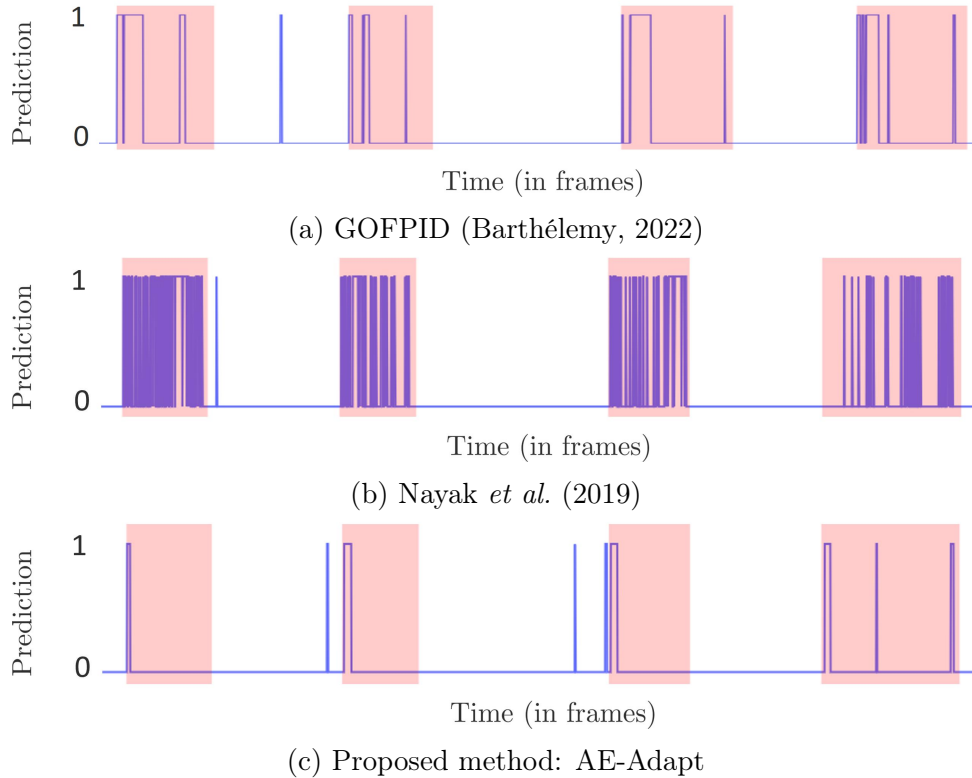 1
Prediction
0
Time (in frames)
(a) GOFPID (Barthélemy, 2022)
1
Prediction
0
Time (in frames)
(b) Nayak et al. (2019)
1
Prediction
0
Time (in frames)
(c) Proposed method: AE-Adapt